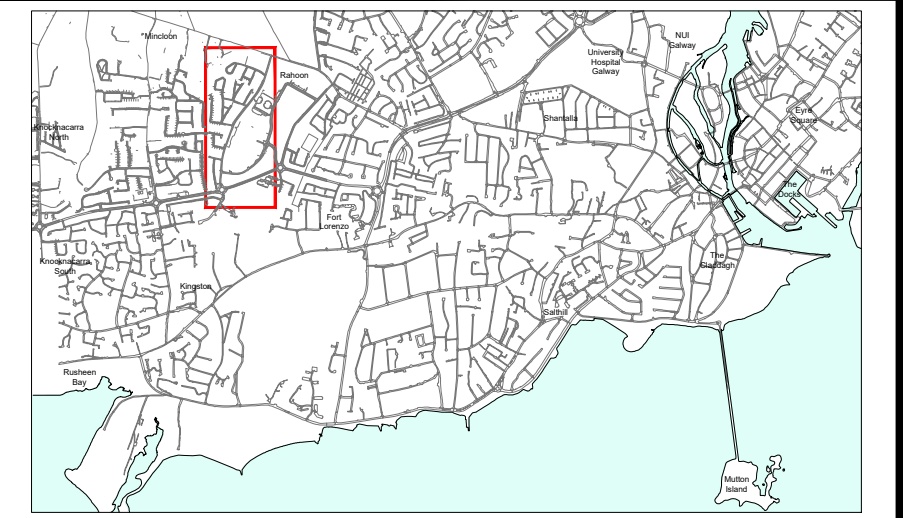 *Mincloon
NUI
Galway
University
Hospital
Galway
Rahoon
Eyre
Square
Shantalla
Knocknacarra
North
The
Docks
Fort
Lorenzo
The
Claddagh
Knocknacarra
South
Kingston
Salthill
Rusheen
Bay
Mutton
Island